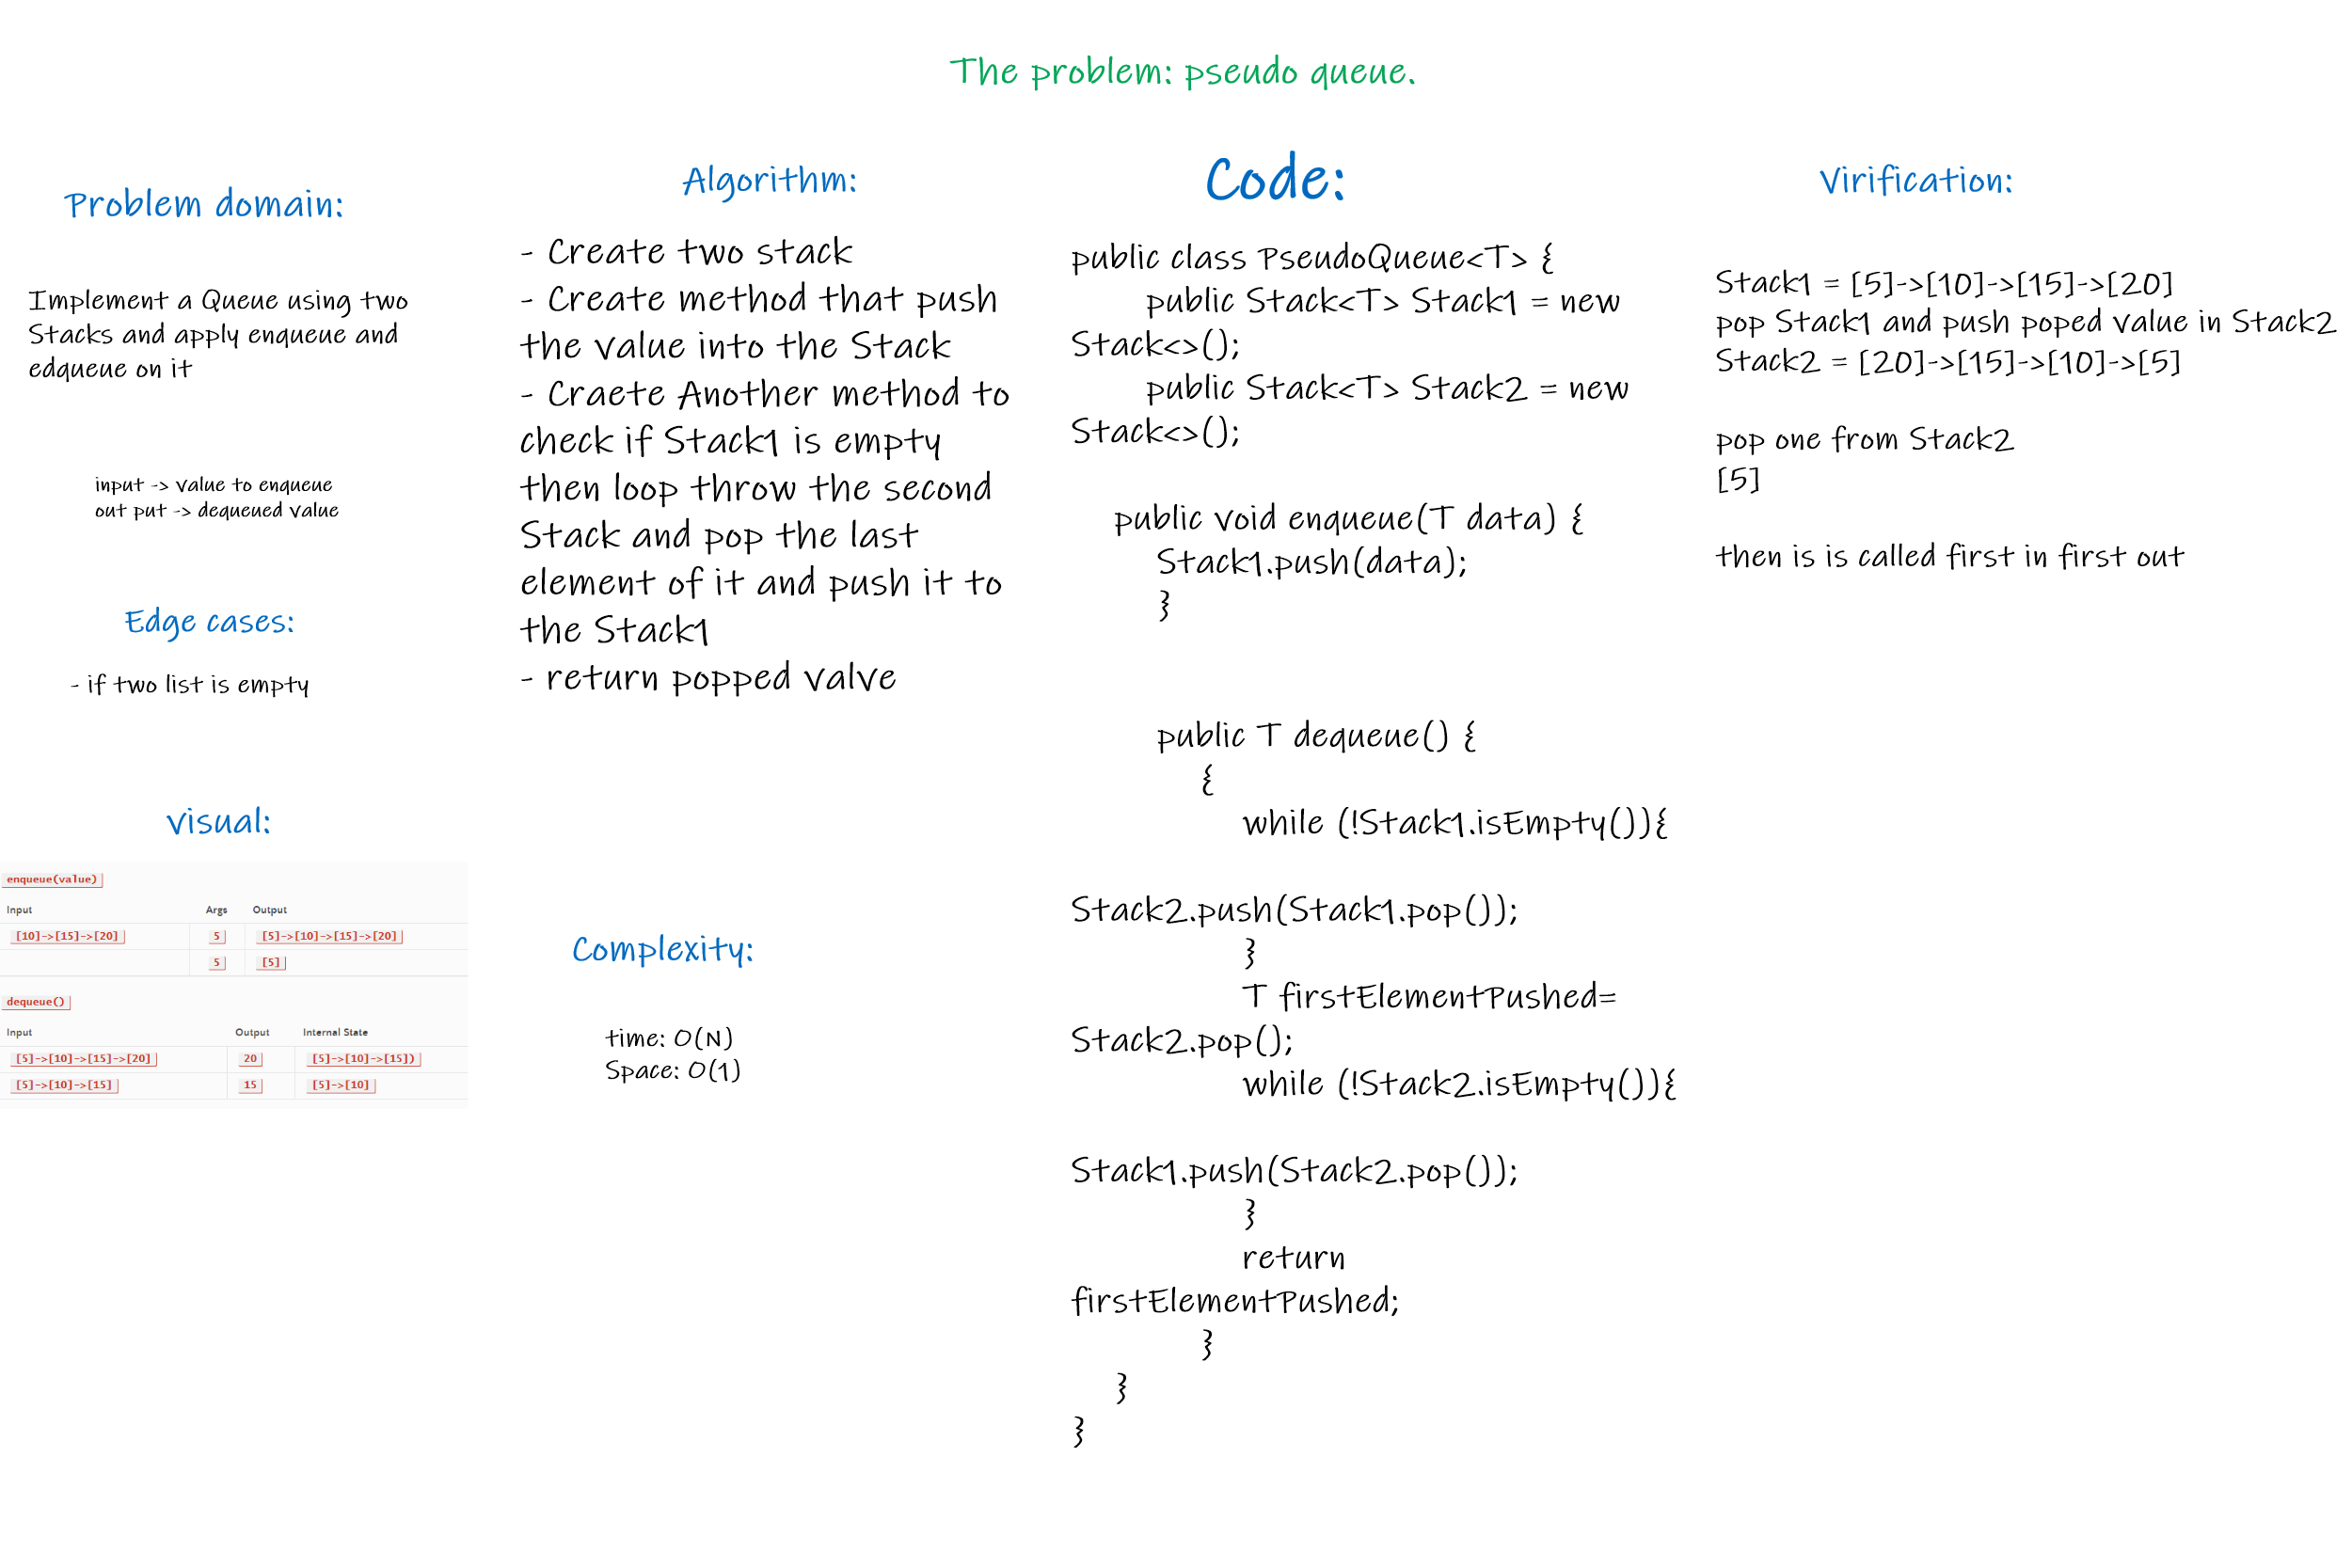 The problem: pseudo queue.
Problem domain:
Implement a Queue using two
Stacks and apply enqueue and
edqueue on it
input -> value to enqueue
out put -> dequeued value
Edge cases:
- if two list is empty
visual:
enqueue(value)
Input Args Output
[10]->[15]->[20] 5 [5]->[10]->[15]->[20]
5 [5]
dequeue()
Input Output Internal State
[5]->[10]->[15]->[20] 20 [5]->[10]->[15])
[5]->[10]->[15] 15 [5]->[10]
Algorithm:
- Create two stack
- Create method that push
the value into the Stack
- Craete Another method to
check if Stack1 is empty
then loop throw the second
Stack and pop the last
element of it and push it to
the Stack1
- return popped valve
Complexity:
time: O(N)
Space: O(1)
Code:
public class PseudoQueue<T> {
public Stack<T> Stack1 = new
Stack<>();
public Stack<T> Stack2 = new
Stack<>();
public void enqueue(T data) {
Stack1.push(data);
}
public T dequeue() {
{
while (!Stack1.isEmpty()){
Stack2.push(Stack1.pop());
}
T firstElementPushed=
Stack2.pop();
while (!Stack2.isEmpty()){
Stack1.push(Stack2.pop());
}
return
firstElementPushed;
}
}
}
Virification:
Stack1 = [5]->[10]->[15]->[20]
pop Stack1 and push poped value in Stack2
Stack2 = [20]->[15]->[10]->[5]
pop one from Stack2
[5]
then is is called first in first out